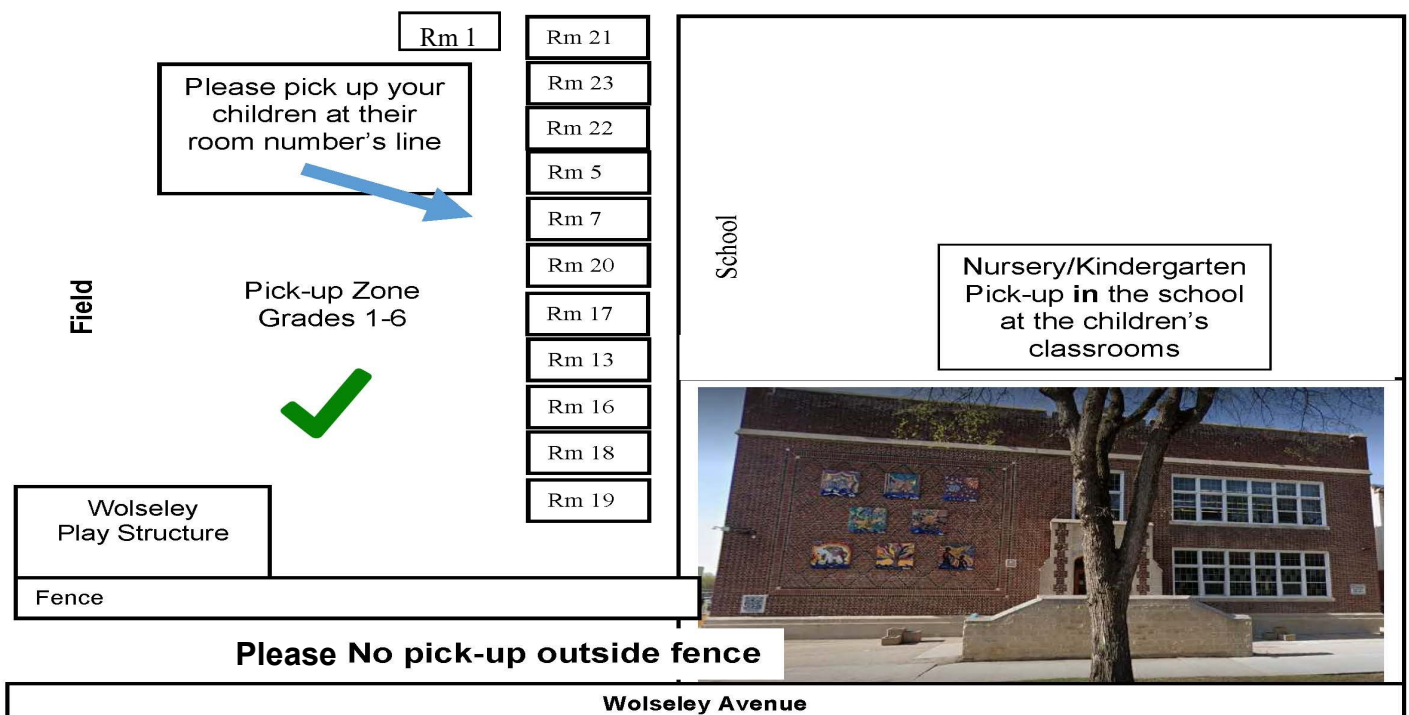 Rm 1
Rm 21
Please pick up your
children at their
room number's line
Rm 23
Rm 22
Rm 5
Rm 7
Rm 20
Rm 17
Rm 13
Rm 16
Rm 18
Rm 19
Field
Pick-up Zone
Grades 1-6
School
Nursery/Kindergarten
Pick-up in the school
at the children's
classrooms
Wolseley
Play Structure
Fence
Please No pick-up outside fence
Wolseley Avenue